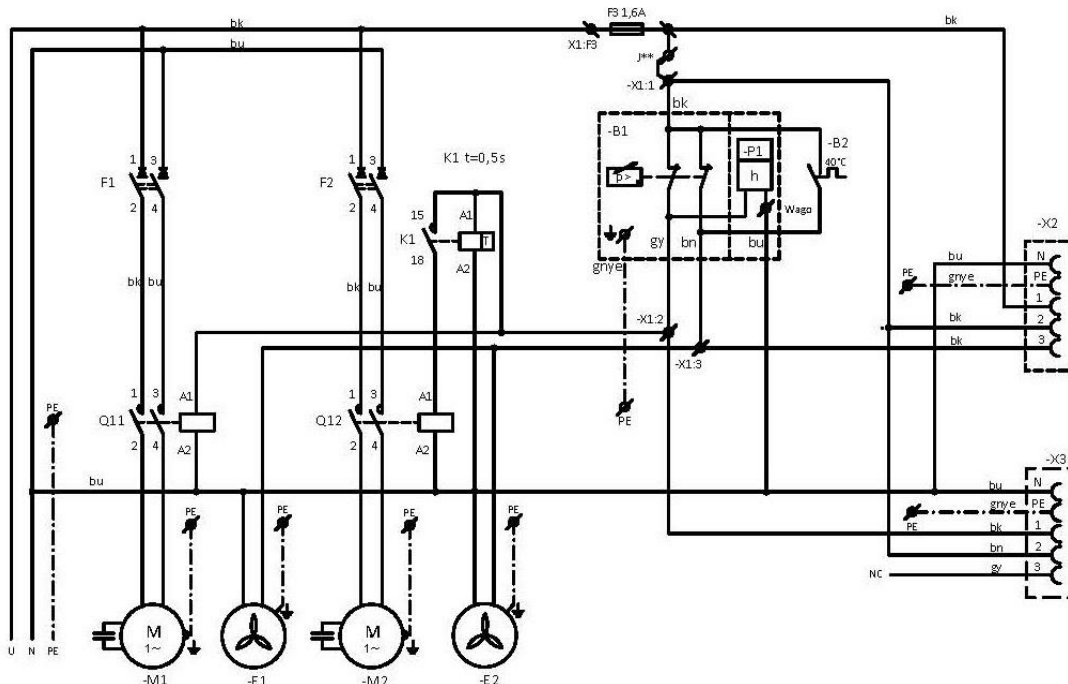 F3 1,6A
bk
bk
X1:F3
bu
J**
-X1:1
bk
-B1
-P1
h
-B2
40°C
p>
Wago
K1 t=0,5s
1 3
F1
2 4
1 3
F2
2 4
15
K1
18
A1
T
A2
gy
bn
bu
gnye
-X2
bu
N
PE
gnye
PE
1
bk
2
bk
3
bk bu
bk bu
-X1:2
-X1:3
PE
PE
1 3
A1
Q11
2 4
A2
1 3
A1
Q12
2 4
A2
-X3
bu
bu
N
gnye
PE
PE
bk
1
bn
2
NC
gy
3
PE
PE
PE
PE
M
1~
M
1~
U N PE
-M1
-E1
-M2
-E2